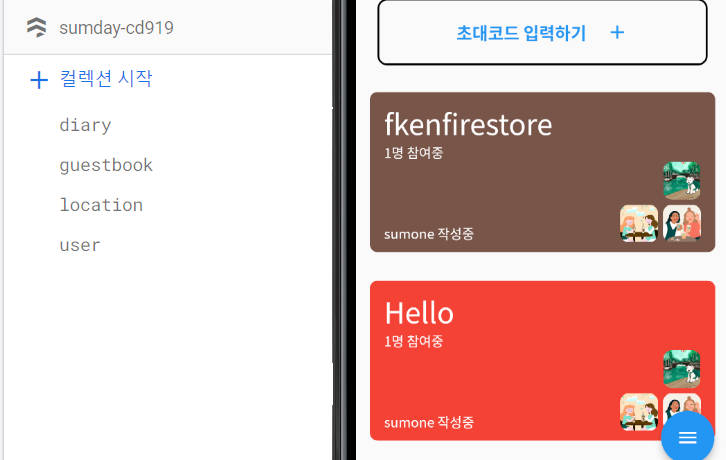 sumday-cd919
컬렉션 시작
diary
guestbook
location
user
초대코드 입력하기 +
fkenfirestore
1명 참여중
sumone 작성중
Hello
1명 참여중
sumone 작성중